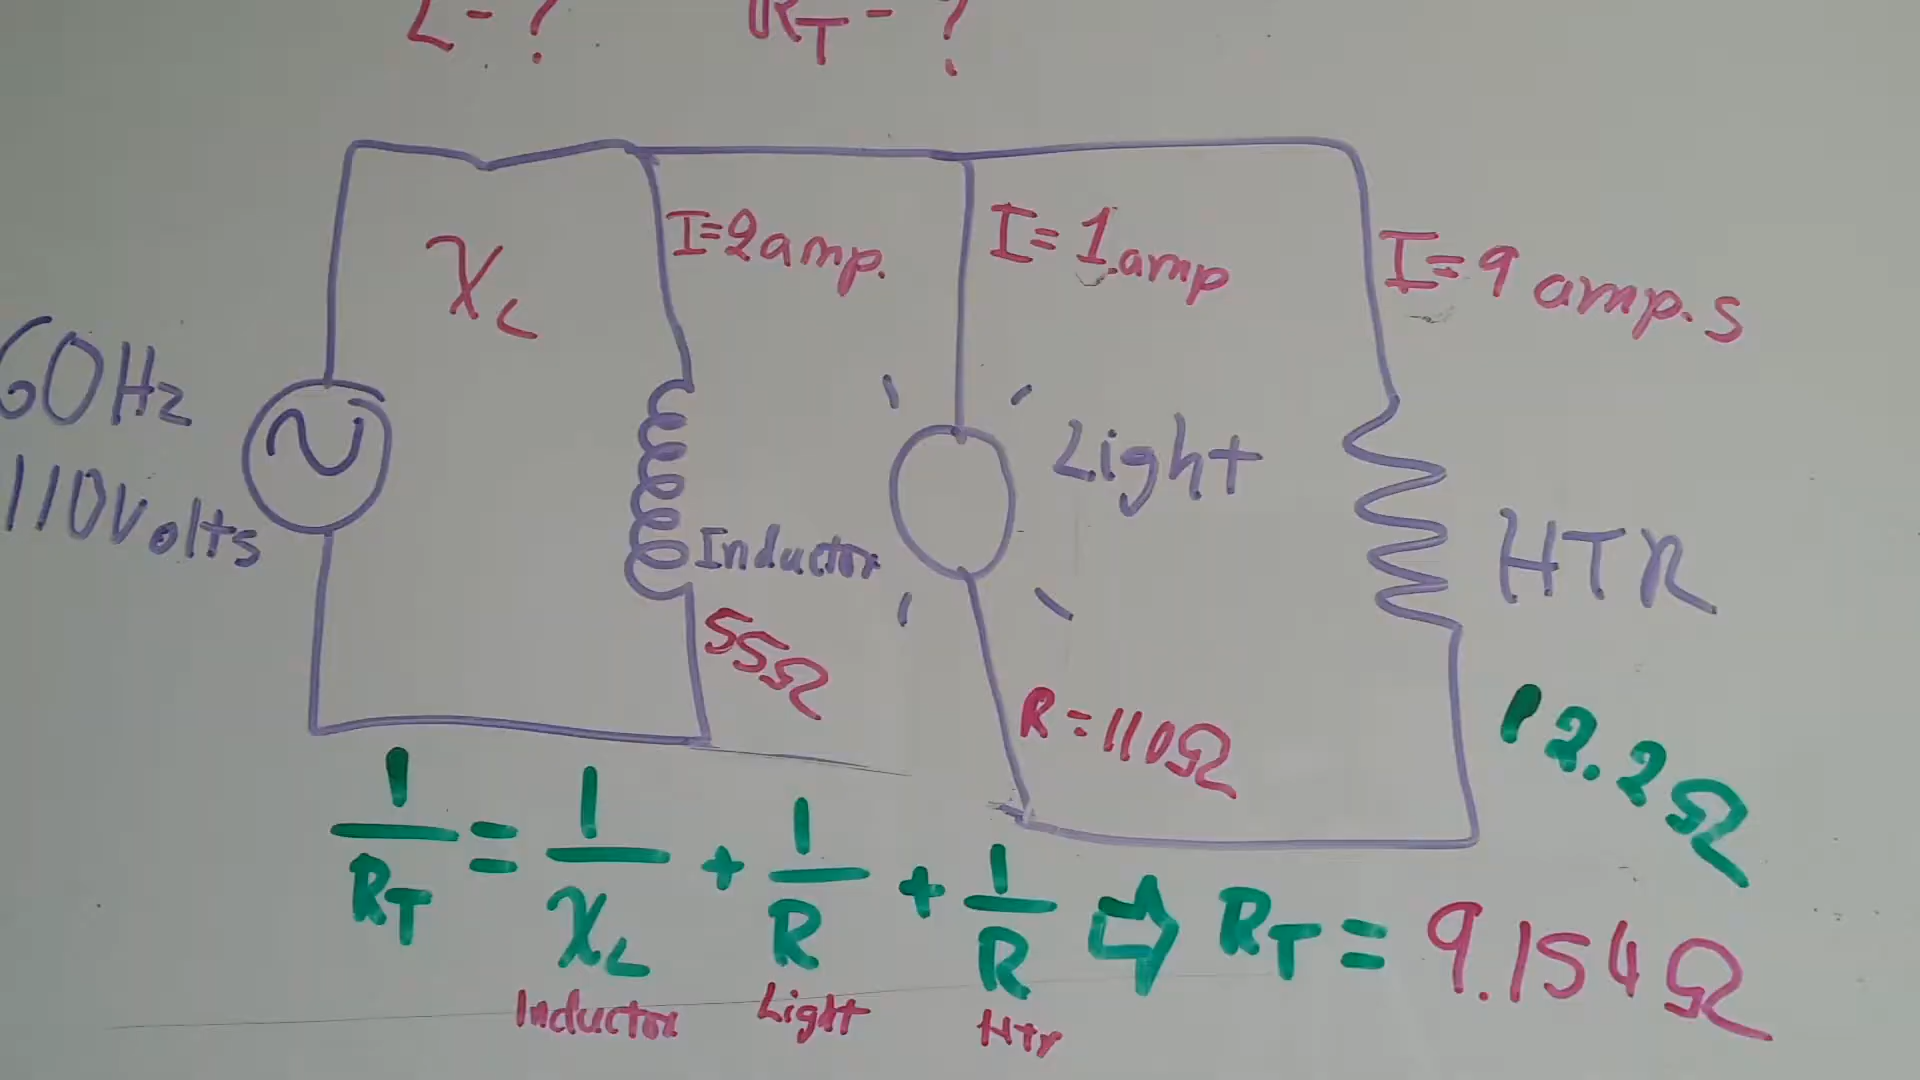 L - ? RT - ?
I=2amp. I=1amp I=9 amp.s
XL
60Hz
110Volts
Light
Inductor
HTR
55Ω
R=110Ω
12.2Ω
1/RT = 1/XL + 1/R + 1/R ⇨ RT = 9.154Ω
Inductor Light Htr